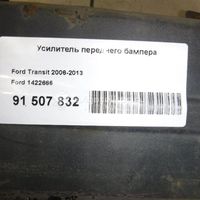 Усилитель переднего бампера
Ford Transit 2006-2013
Ford 1422666
91 507 832